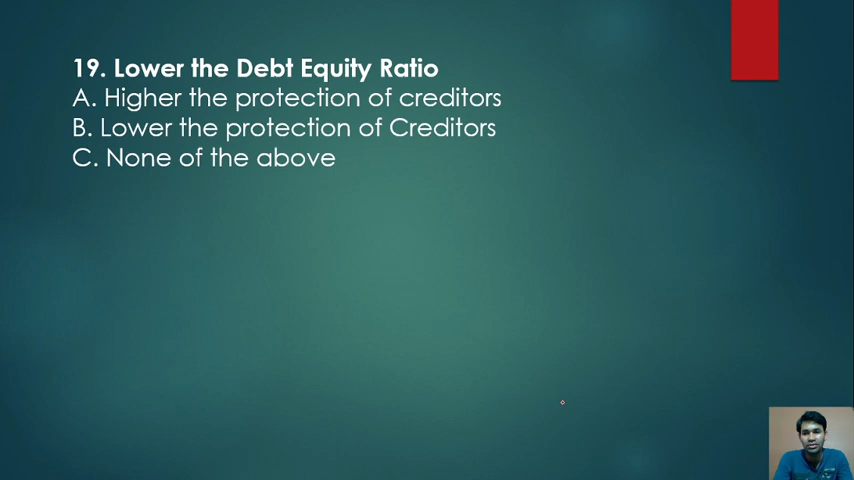 19. Lower the Debt Equity Ratio
A. Higher the protection of creditors
B. Lower the protection of Creditors
C. None of the above